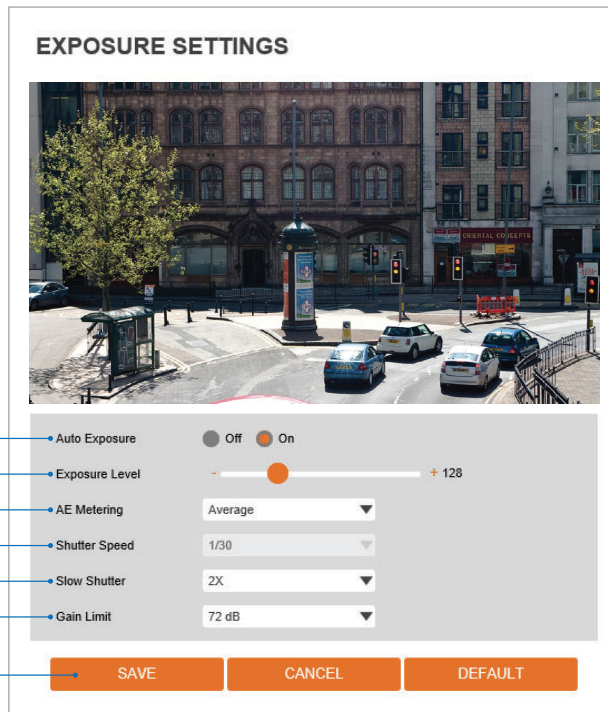 EXPOSURE SETTINGS
ORIENTAL CONCEPTS
Auto Exposure Off On
Exposure Level - + 128
AE Metering Average
Shutter Speed 1/30
Slow Shutter 2X
Gain Limit 72 dB
SAVE CANCEL DEFAULT